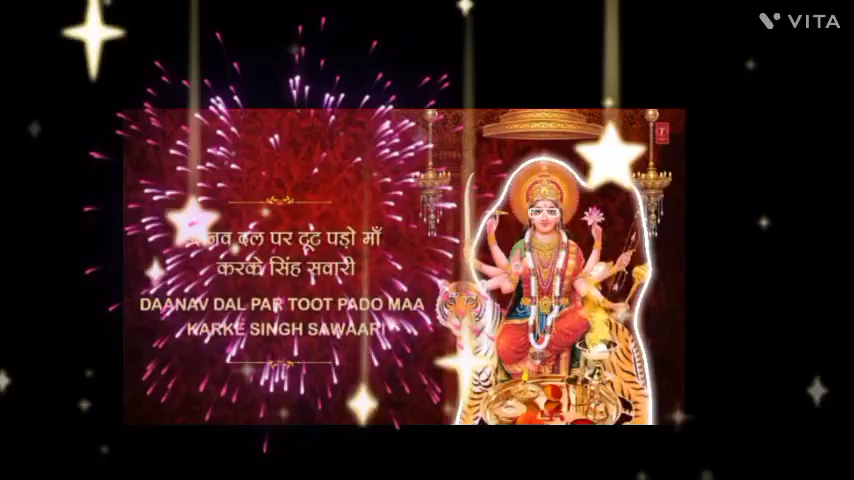 VITA
दानव दल पर टूट पड़ो माँ
करके सिंह सवारी
DAANAV DAL PAR TOOT PADO MAA
KARKE SINGH SAWAARI